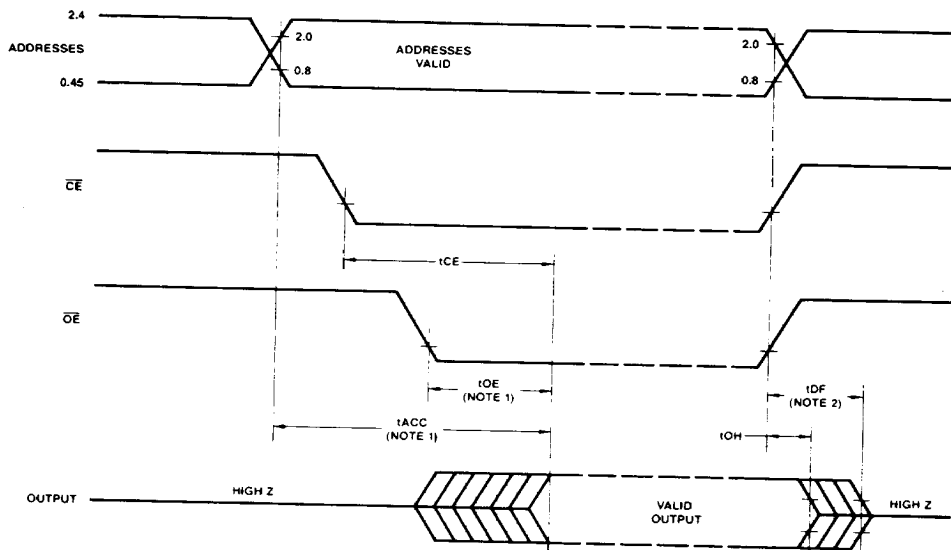 2.4
ADDRESSES
0.45
2.0
0.8
ADDRESSES
VALID
2.0
0.8
CE
tCE
OE
tOE
(NOTE 1)
tACC
(NOTE 1)
tDF
(NOTE 2)
tOH
OUTPUT
HIGH Z
VALID
OUTPUT
HIGH Z